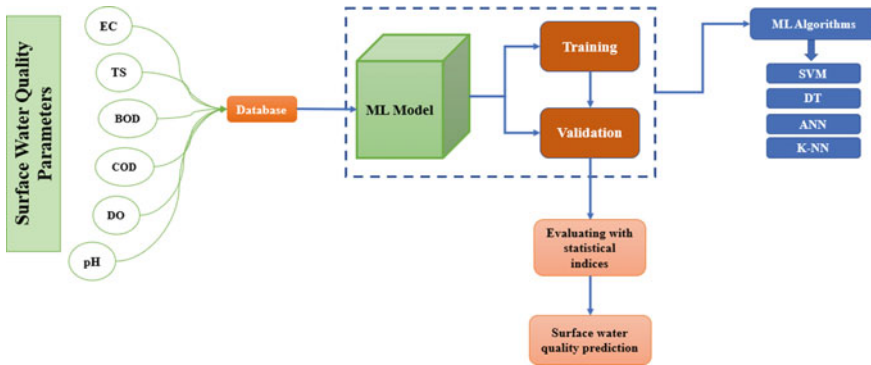 Surface Water Quality
Parameters
EC
TS
BOD
COD
DO
pH
Database
ML Model
Training
Validation
Evaluating with
statistical
indices
Surface water
quality prediction
ML Algorithms
SVM
DT
ANN
K-NN